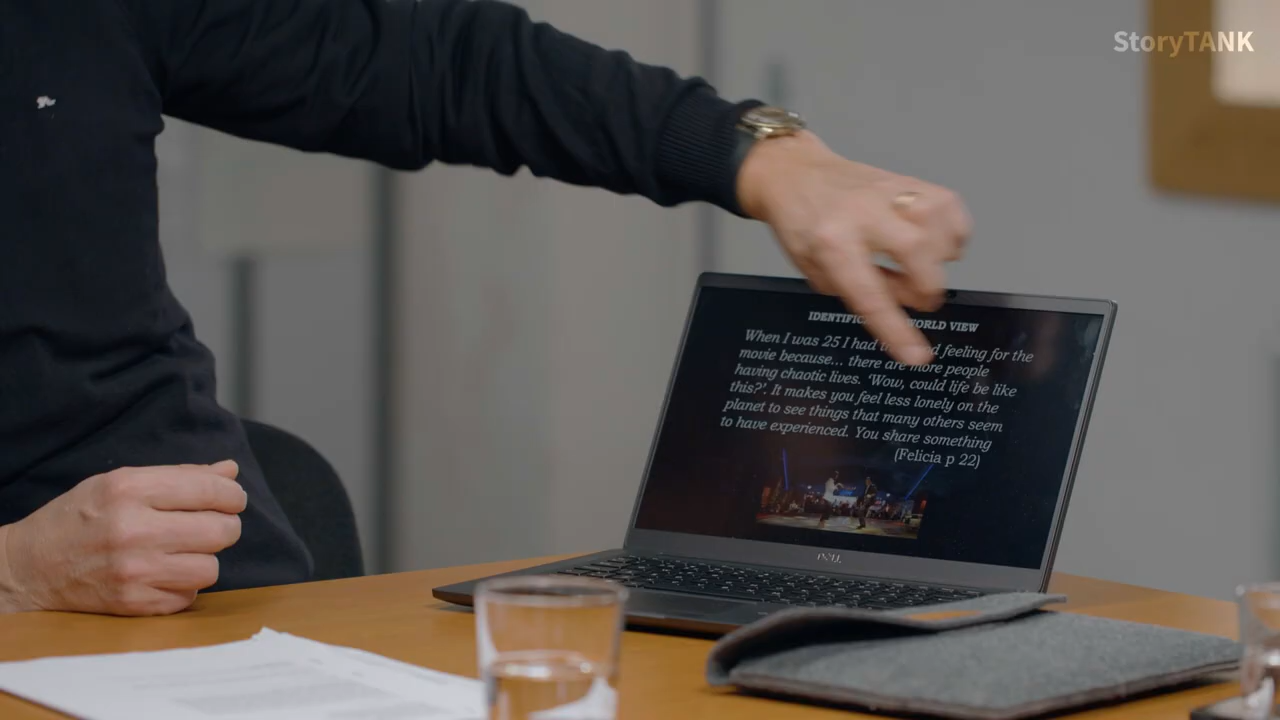 StoryTANK
IDENTIFIC WORLD VIEW
When I was 25 I had feeling for the
movie because... there are more people
having chaotic lives. ‘Wow, could life be like
this?’. It makes you feel less lonely on the
planet to see things that many others seem
to have experienced. You share something
(Felicia p 22)
DELL